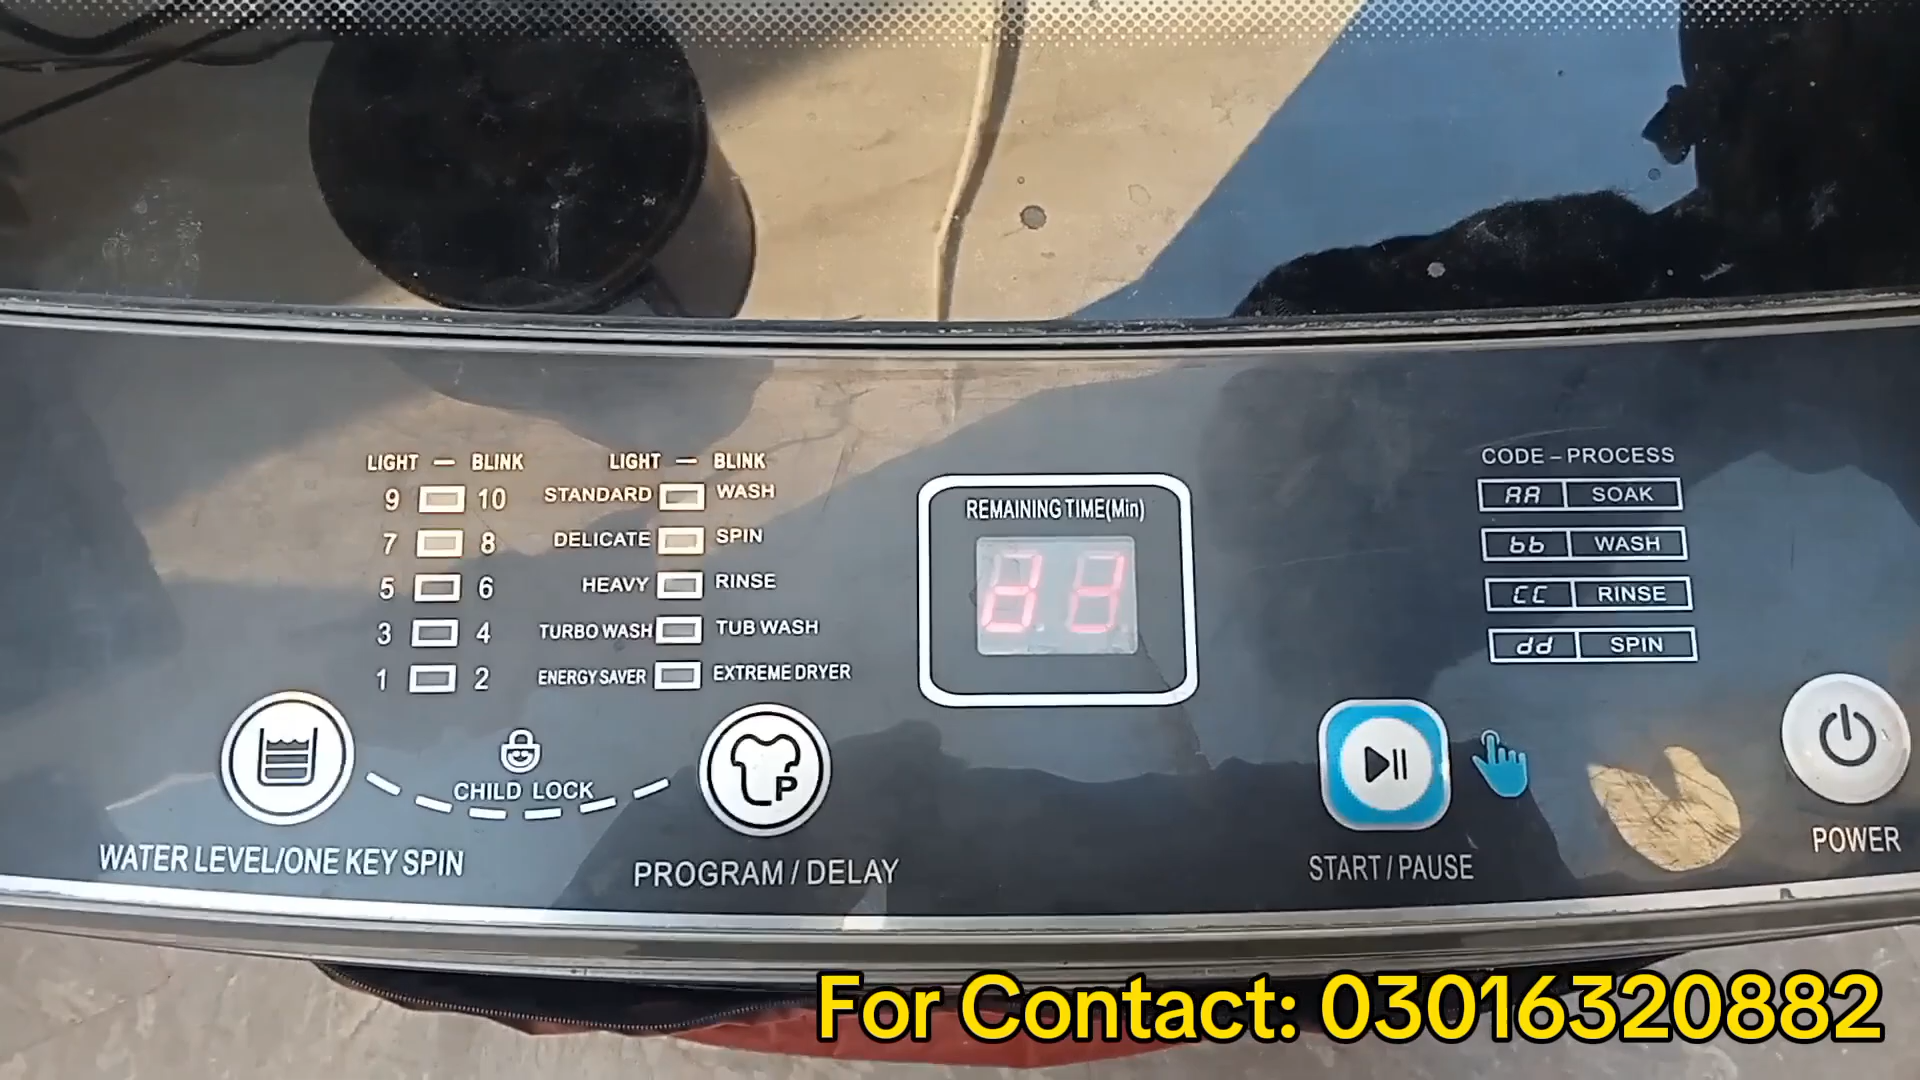 LIGHT — BLINK
9 10
7 8
5 6
3 4
1 2
LIGHT — BLINK
STANDARD WASH
DELICATE SPIN
HEAVY RINSE
TURBO WASH TUB WASH
ENERGY SAVER EXTREME DRYER
REMAINING TIME(Min)
CODE – PROCESS
AA SOAK
bb WASH
CC RINSE
dd SPIN
CHILD LOCK
P
WATER LEVEL/ONE KEY SPIN
PROGRAM / DELAY
START / PAUSE
POWER
For Contact: 03016320882